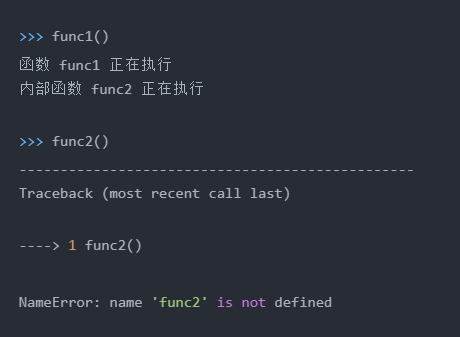 >>> func1()
函数 func1 正在执行
内部函数 func2 正在执行
>>> func2()
------------------------------------------------
Traceback (most recent call last)
----> 1 func2()
NameError: name 'func2' is not defined